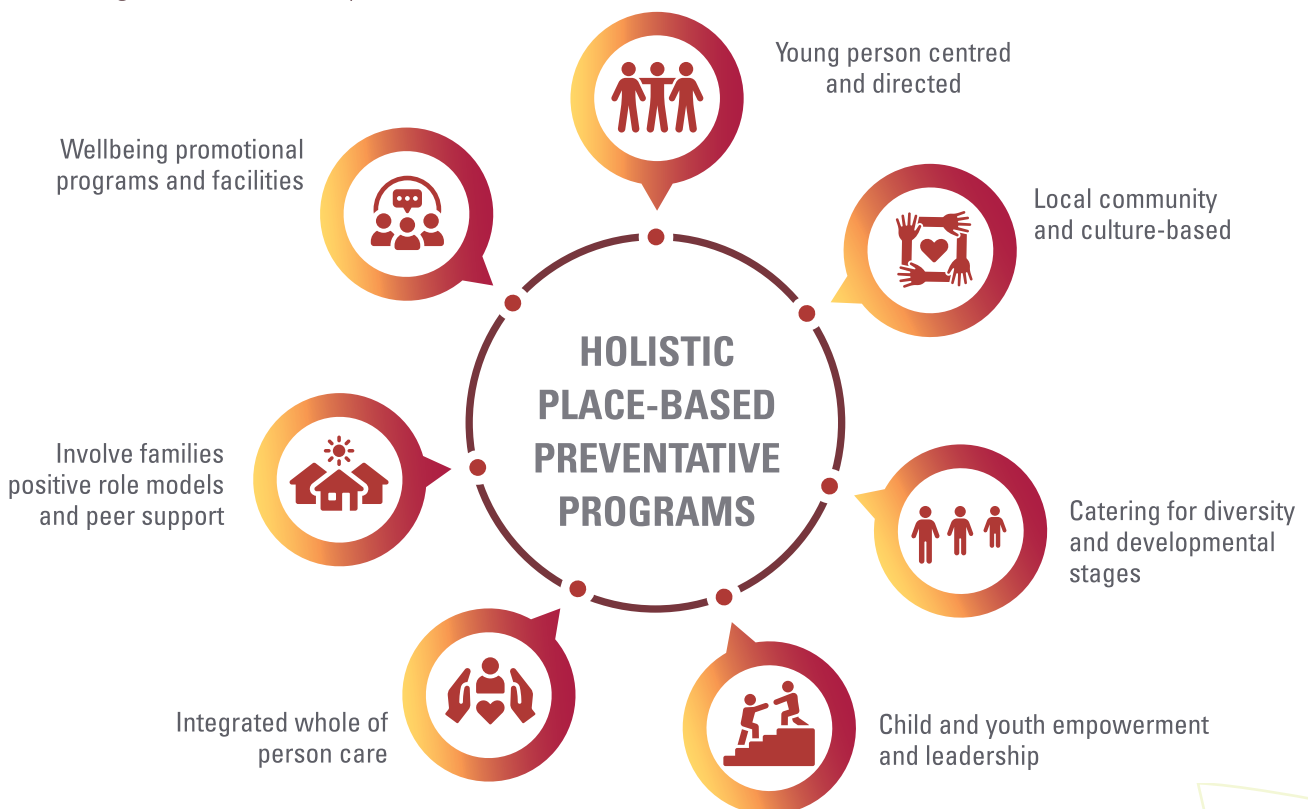 Young person centred
and directed
Wellbeing promotional
programs and facilities
Local community
and culture-based
HOLISTIC
PLACE-BASED
PREVENTATIVE
PROGRAMS
Involve families
positive role models
and peer support
Catering for diversity
and developmental
stages
Integrated whole of
person care
Child and youth empowerment
and leadership